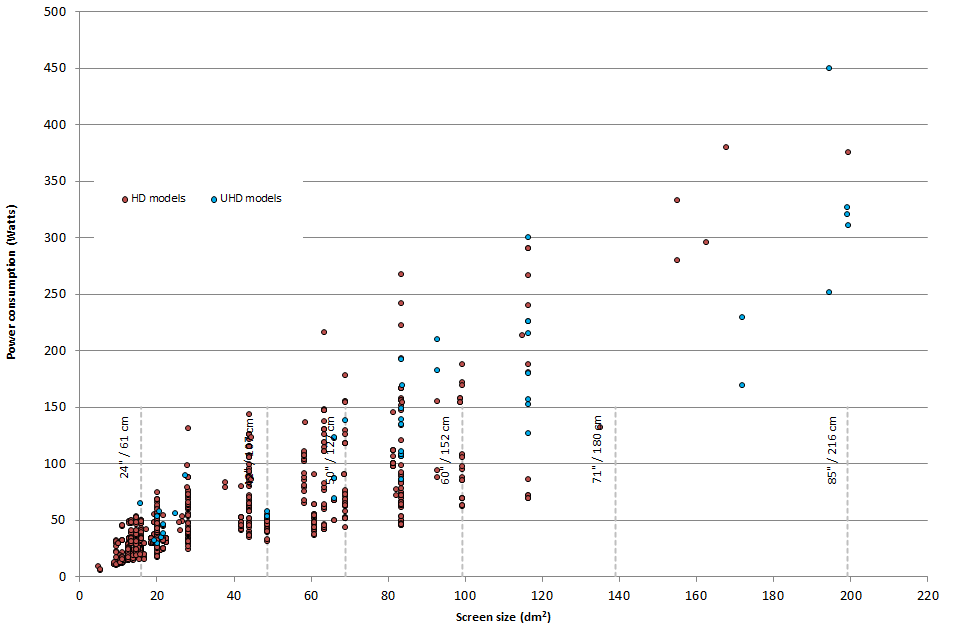 500
450
400
350
300
250
200
150
100
50
0
HD models
UHD models
Power consumption (Watts)
24" / 61 cm
cm
60" / 152 cm
71" / 180 cm
85" / 216 cm
0 20 40 60 80 100 120 140 160 180 200 220
Screen size (dm²)